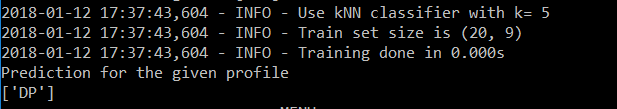 2018-01-12 17:37:43,604 - INFO - Use kNN classifier with k= 5
2018-01-12 17:37:43,604 - INFO - Train set size is (20, 9)
2018-01-12 17:37:43,604 - INFO - Training done in 0.000s
Prediction for the given profile
['DP']